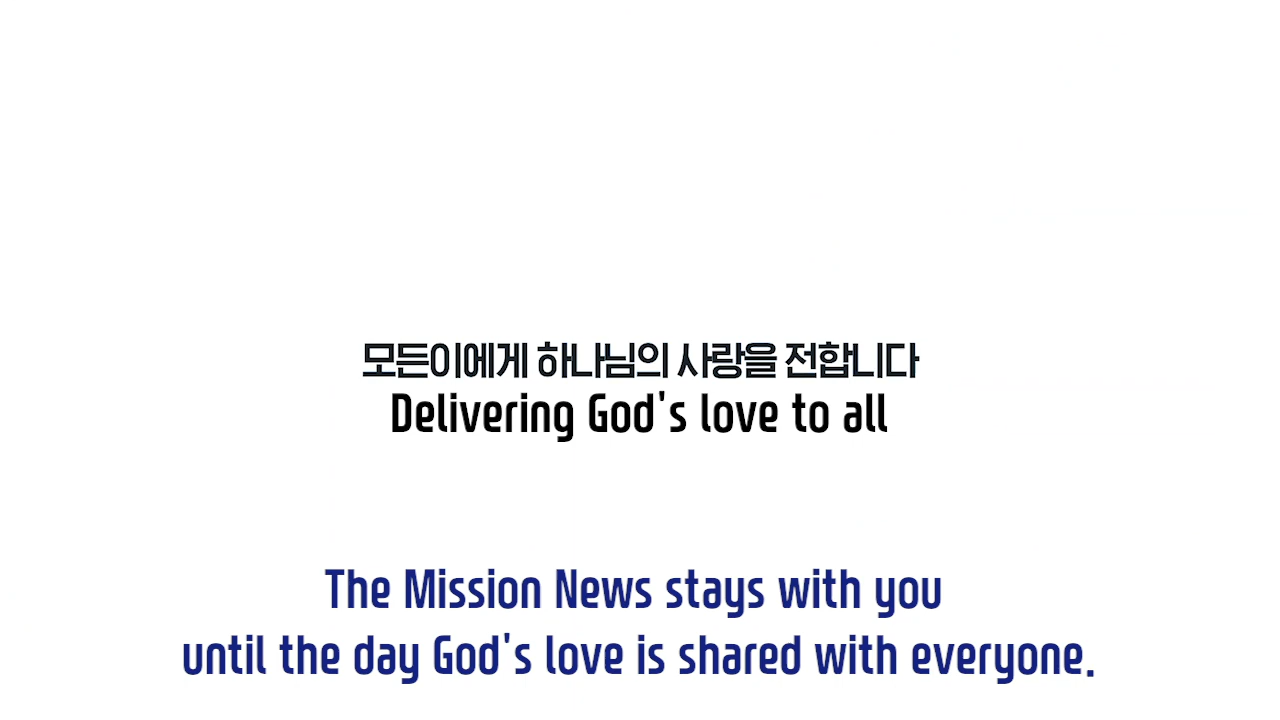 모든이에게 하나님의 사랑을 전합니다
Delivering God's love to all
The Mission News stays with you
until the day God's love is shared with everyone.